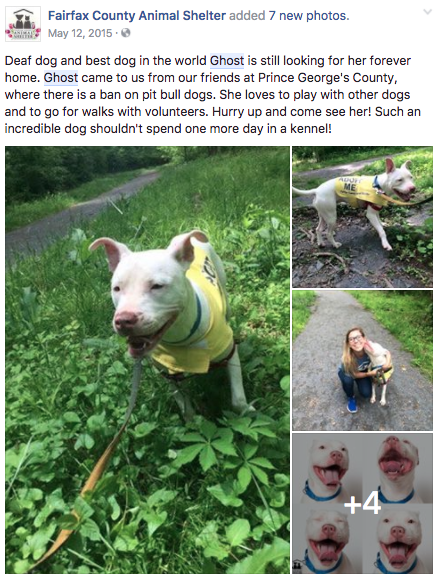 Fairfax County Animal Shelter added 7 new photos.
May 12, 2015 ·
Deaf dog and best dog in the world Ghost is still looking for her forever
home. Ghost came to us from our friends at Prince George's County,
where there is a ban on pit bull dogs. She loves to play with other dogs
and to go for walks with volunteers. Hurry up and come see her! Such an
incredible dog shouldn't spend one more day in a kennel!
ADOPT
ME
+4